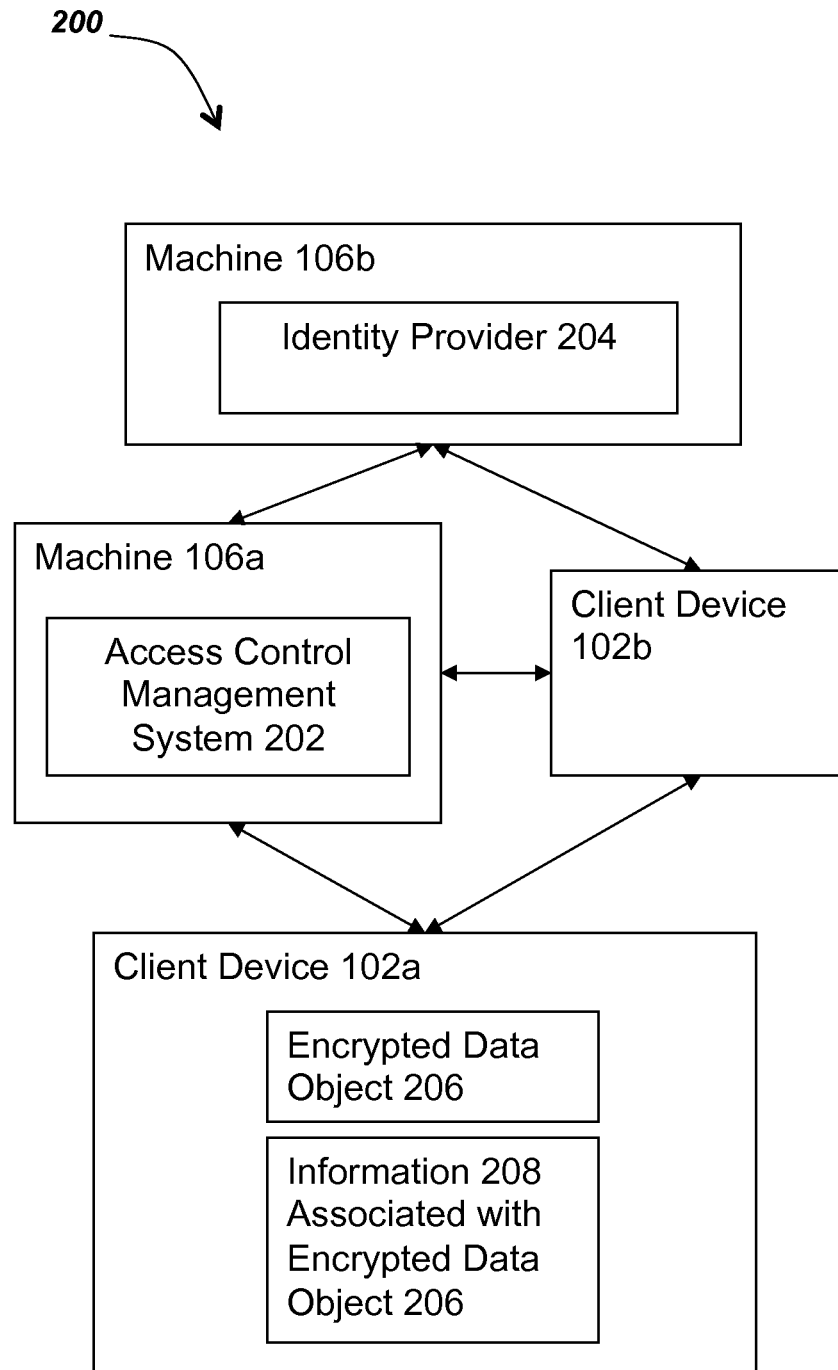 200
Machine 106b
Identity Provider 204
Machine 106a
Access Control
Management
System 202
Client Device
102b
Client Device 102a
Encrypted Data
Object 206
Information 208
Associated with
Encrypted Data
Object 206